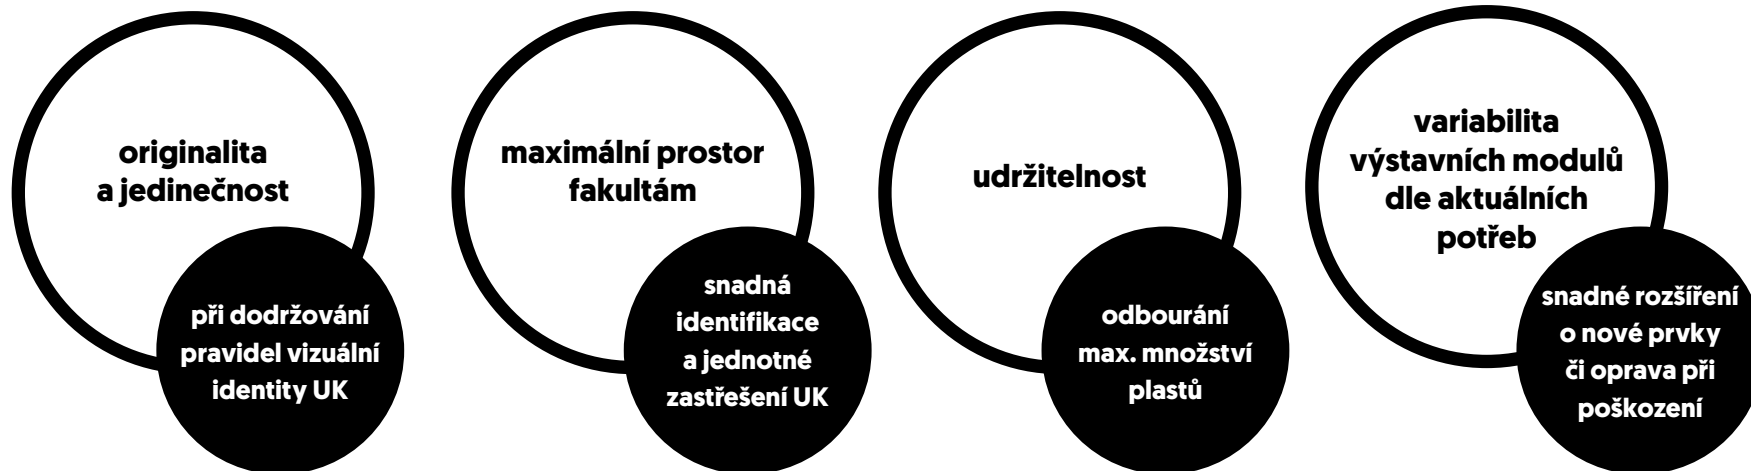 originalita
a jedinečnost
při dodržování
pravidel vizuální
identity UK
maximální prostor
fakultám
snadná
identifikace
a jednotné
zastřešení UK
udržitelnost
odbourání
max. množství
plastů
variabilita
výstavních modulů
dle aktuálních
potřeb
snadné rozšíření
o nové prvky
či oprava při
poškození